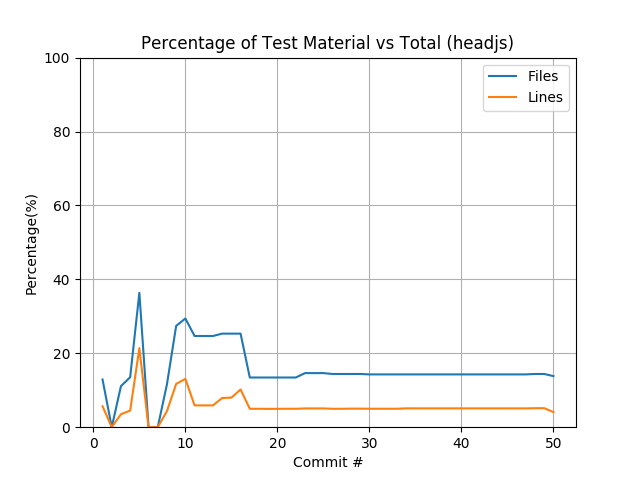 Percentage of Test Material vs Total (headjs)
Files
Lines
100
80
60
40
20
0
Percentage(%)
0 10 20 30 40 50
Commit #